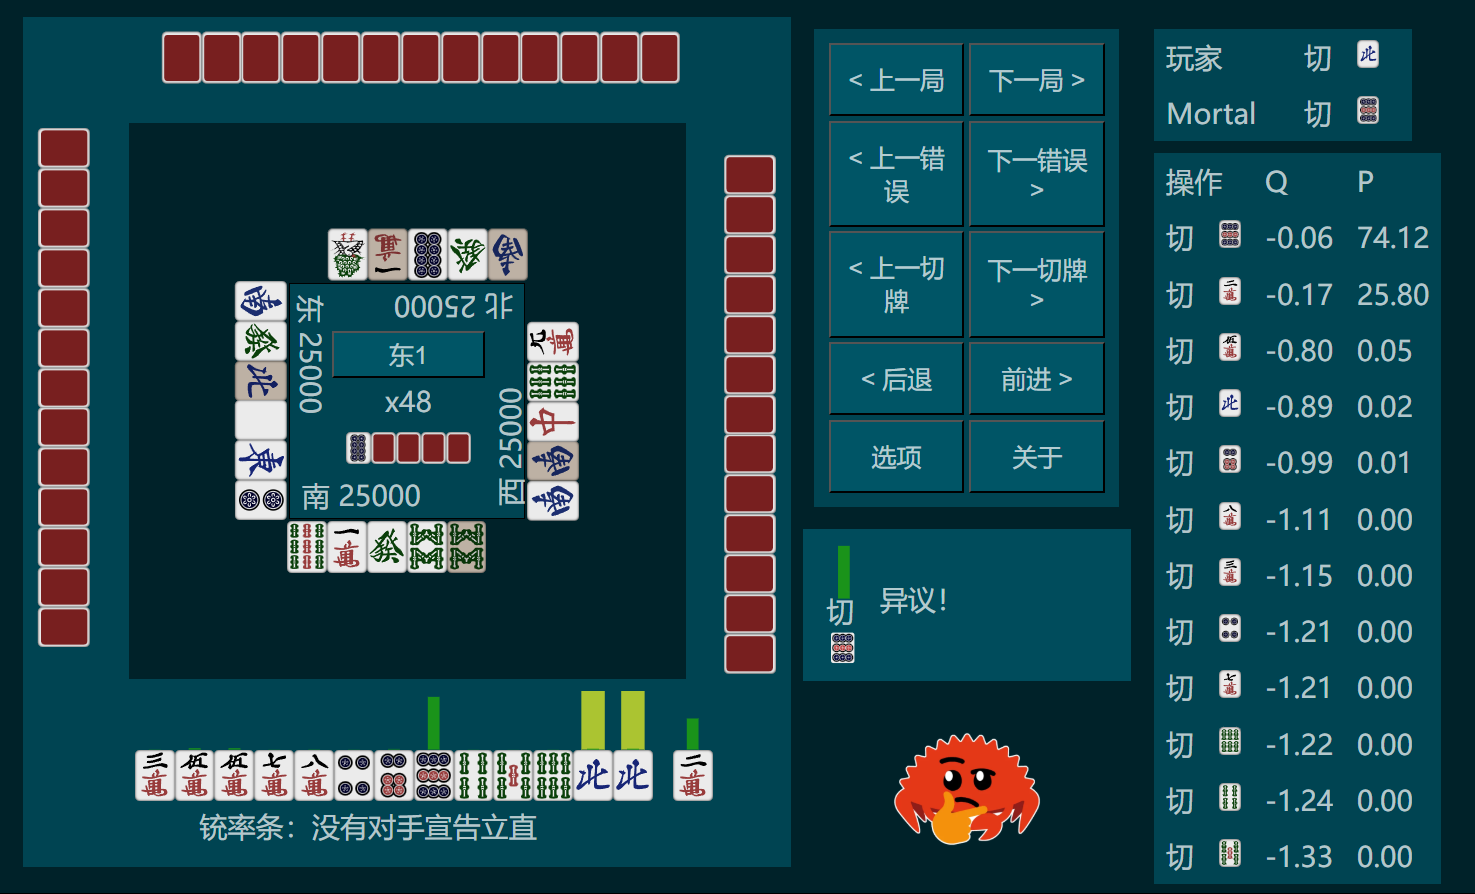 北 25000
东 25000
东1
x48
西 25000
南 25000
铳率条：没有对手宣告立直
< 上一局
下一局 >
< 上一错
误
下一错误
>
< 上一切
牌
下一切牌
>
< 后退
前进 >
选项
关于
切
异议！
玩家 切
Mortal 切
操作 Q P
切 -0.06 74.12
切 -0.17 25.80
切 -0.80 0.05
切 -0.89 0.02
切 -0.99 0.01
切 -1.11 0.00
切 -1.15 0.00
切 -1.21 0.00
切 -1.21 0.00
切 -1.22 0.00
切 -1.24 0.00
切 -1.33 0.00